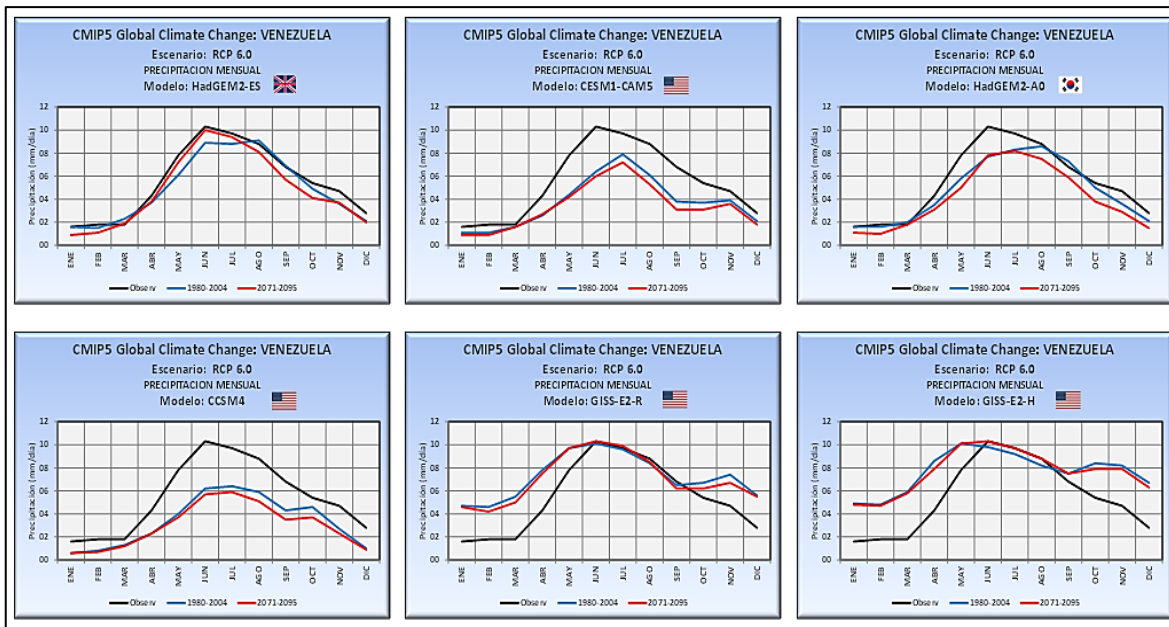 CMIP5 Global Climate Change: VENEZUELA
Escenario: RCP 6.0
PRECIPITACION MENSUAL
Modelo: HadGEM2-ES
Precipitación (mm/día)
12
10
08
06
04
02
00
ENE FEB MAR ABR MAY JUN JUL AGO SEP OCT NOV DIC
Observ 1980-2004 2071-2095
CMIP5 Global Climate Change: VENEZUELA
Escenario: RCP 6.0
PRECIPITACION MENSUAL
Modelo: CESM1-CAM5
Precipitación (mm/día)
12
10
08
06
04
02
00
ENE FEB MAR ABR MAY JUN JUL AGO SEP OCT NOV DIC
Observ 1980-2004 2071-2095
CMIP5 Global Climate Change: VENEZUELA
Escenario: RCP 6.0
PRECIPITACION MENSUAL
Modelo: HadGEM2-A0
Precipitación (mm/día)
12
10
08
06
04
02
00
ENE FEB MAR ABR MAY JUN JUL AGO SEP OCT NOV DIC
Observ 1980-2004 2071-2095
CMIP5 Global Climate Change: VENEZUELA
Escenario: RCP 6.0
PRECIPITACION MENSUAL
Modelo: CCSM4
Precipitación (mm/día)
12
10
08
06
04
02
00
ENE FEB MAR ABR MAY JUN JUL AGO SEP OCT NOV DIC
Observ 1980-2004 2071-2095
CMIP5 Global Climate Change: VENEZUELA
Escenario: RCP 6.0
PRECIPITACION MENSUAL
Modelo: GISS-E2-R
Precipitación (mm/día)
12
10
08
06
04
02
00
ENE FEB MAR ABR MAY JUN JUL AGO SEP OCT NOV DIC
Observ 1980-2004 2071-2095
CMIP5 Global Climate Change: VENEZUELA
Escenario: RCP 6.0
PRECIPITACION MENSUAL
Modelo: GISS-E2-H
Precipitación (mm/día)
12
10
08
06
04
02
00
ENE FEB MAR ABR MAY JUN JUL AGO SEP OCT NOV DIC
Observ 1980-2004 2071-2095